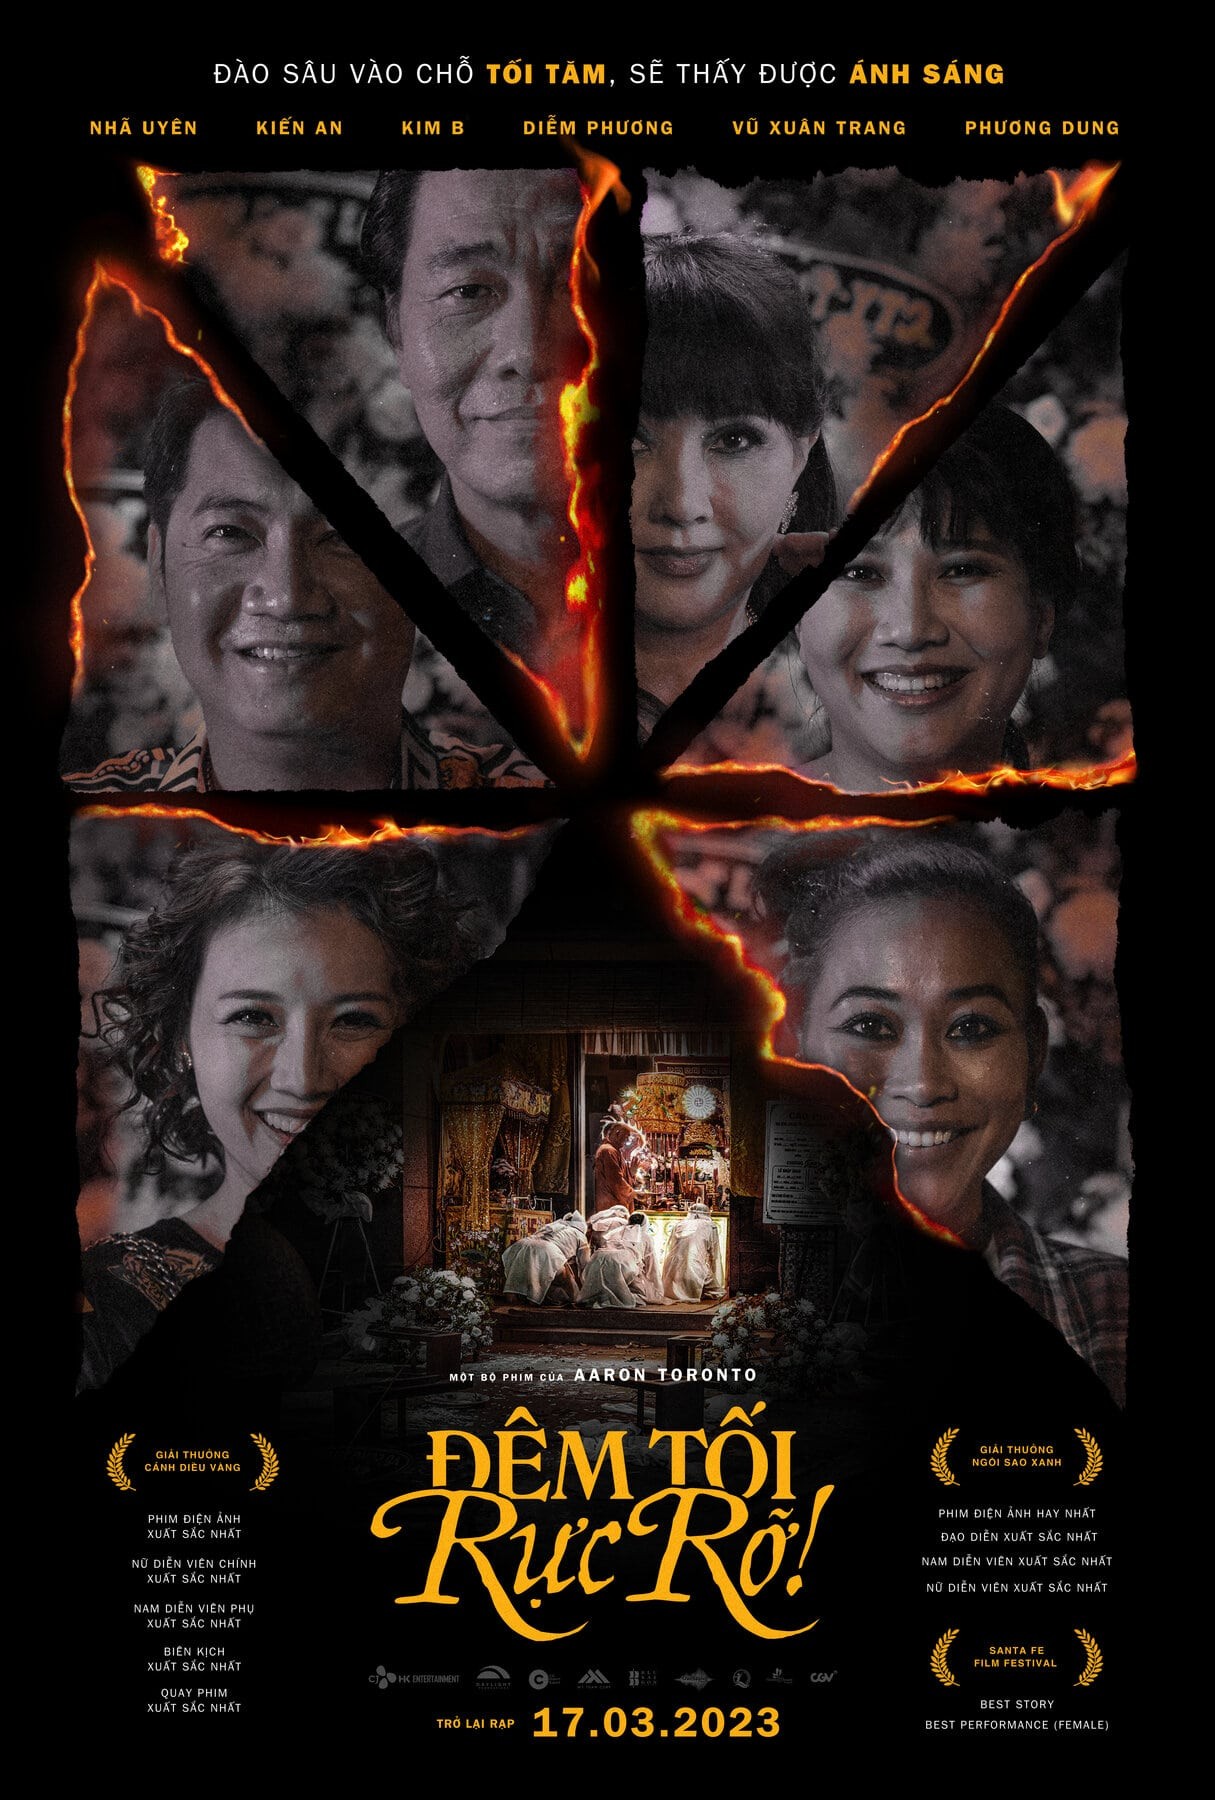 ĐÀO SÂU VÀO CHỖ TỐI TĂM, SẼ THẤY ĐƯỢC ÁNH SÁNG
NHÃ UYÊN KIẾN AN KIM B DIỄM PHƯƠNG VŨ XUÂN TRANG PHƯƠNG DUNG
MỘT BỘ PHIM CỦA AARON TORONTO
ĐÊM TỐI
Rực Rỡ!
GIẢI THƯỞNG
CÁNH DIỀU VÀNG
PHIM ĐIỆN ẢNH
XUẤT SẮC NHẤT
NỮ DIỄN VIÊN CHÍNH
XUẤT SẮC NHẤT
NAM DIỄN VIÊN PHỤ
XUẤT SẮC NHẤT
BIÊN KỊCH
XUẤT SẮC NHẤT
QUAY PHIM
XUẤT SẮC NHẤT
GIẢI THƯỞNG
NGÔI SAO XANH
PHIM ĐIỆN ẢNH HAY NHẤT
ĐẠO DIỄN XUẤT SẮC NHẤT
NAM DIỄN VIÊN XUẤT SẮC NHẤT
NỮ DIỄN VIÊN XUẤT SẮC NHẤT
SANTA FE
FILM FESTIVAL
BEST STORY
BEST PERFORMANCE (FEMALE)
CJ HK ENTERTAINMENT
DAYLIGHT
CGV
TRỞ LẠI RẠP 17.03.2023